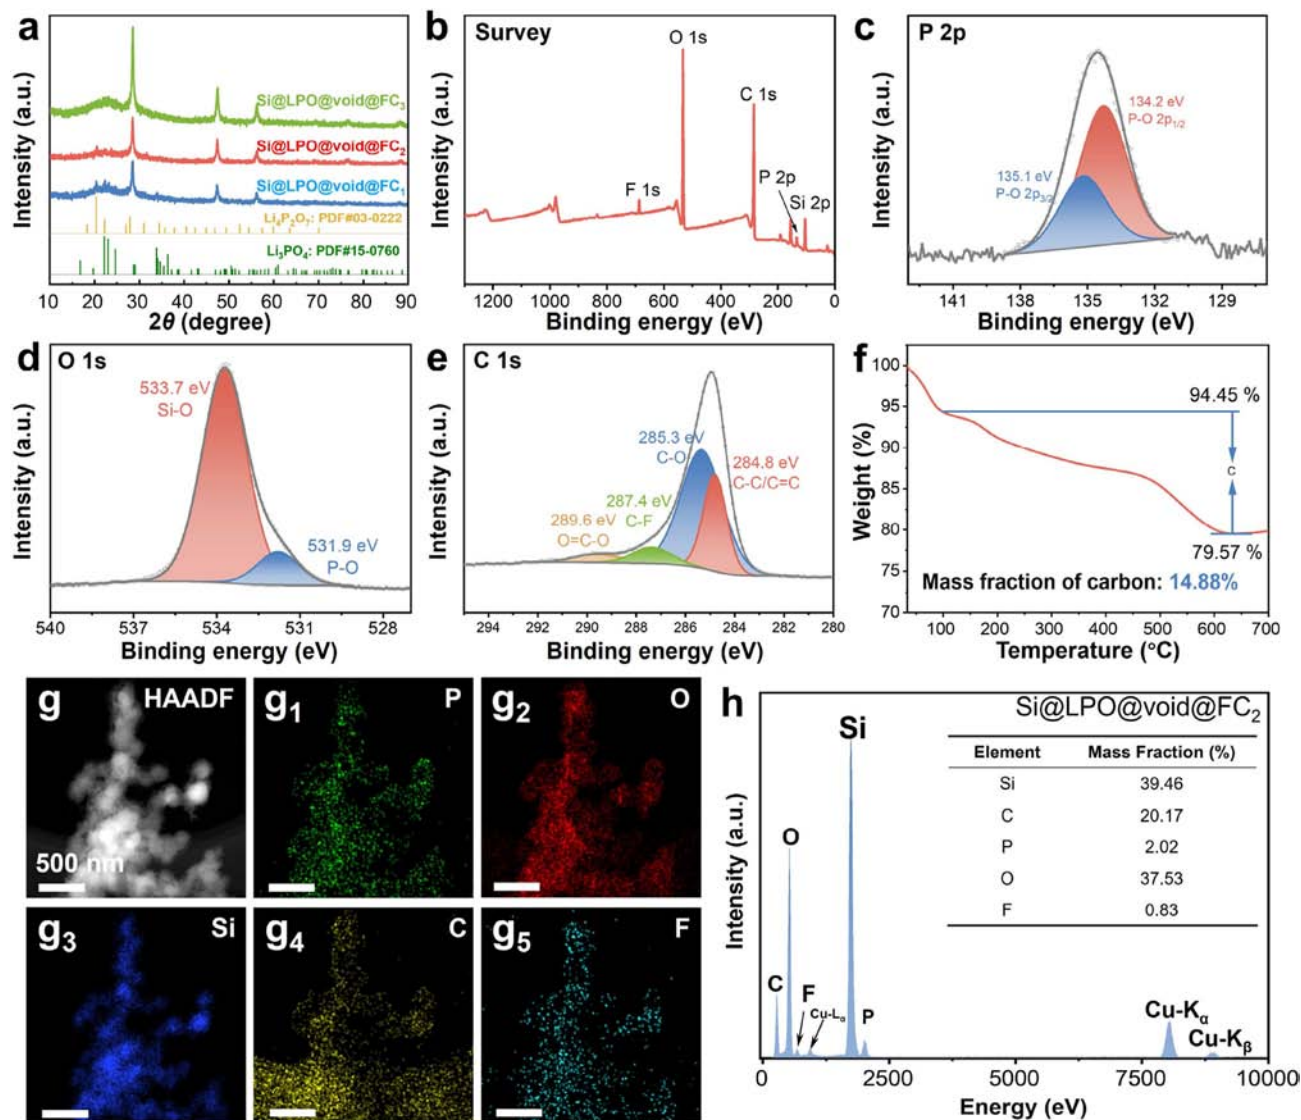 a
Intensity (a.u.)
Si@LPO@void@FC3
Si@LPO@void@FC2
Si@LPO@void@FC1
Li4P2O7: PDF#03-0222
Li3PO4: PDF#15-0760
10 20 30 40 50 60 70 80 90
2θ (degree)
b
Survey
Intensity (a.u.)
O 1s
C 1s
F 1s
P 2p
Si 2p
1200 1000 800 600 400 200 0
Binding energy (eV)
c
P 2p
Intensity (a.u.)
134.2 eV
P-O 2p1/2
135.1 eV
P-O 2p3/2
141 138 135 132 129
Binding energy (eV)
d
O 1s
Intensity (a.u.)
533.7 eV
Si-O
531.9 eV
P-O
540 537 534 531 528
Binding energy (eV)
e
C 1s
Intensity (a.u.)
285.3 eV
C-O
284.8 eV
C-C/C=C
287.4 eV
C-F
289.6 eV
O=C-O
294 292 290 288 286 284 282 280
Binding energy (eV)
f
Weight (%)
100
95
90
85
80
75
70
94.45 %
C
79.57 %
Mass fraction of carbon: 14.88%
100 200 300 400 500 600 700
Temperature (°C)
g
HAADF
500 nm
g1
P
g2
O
g3
Si
g4
C
g5
F
h
Intensity (a.u.)
Si@LPO@void@FC2
Element Mass Fraction (%)
Si 39.46
C 20.17
P 2.02
O 37.53
F 0.83
Si
O
C
F
Cu-Lα
P
Cu-Kα
Cu-Kβ
0 2500 5000 7500 10000
Energy (eV)